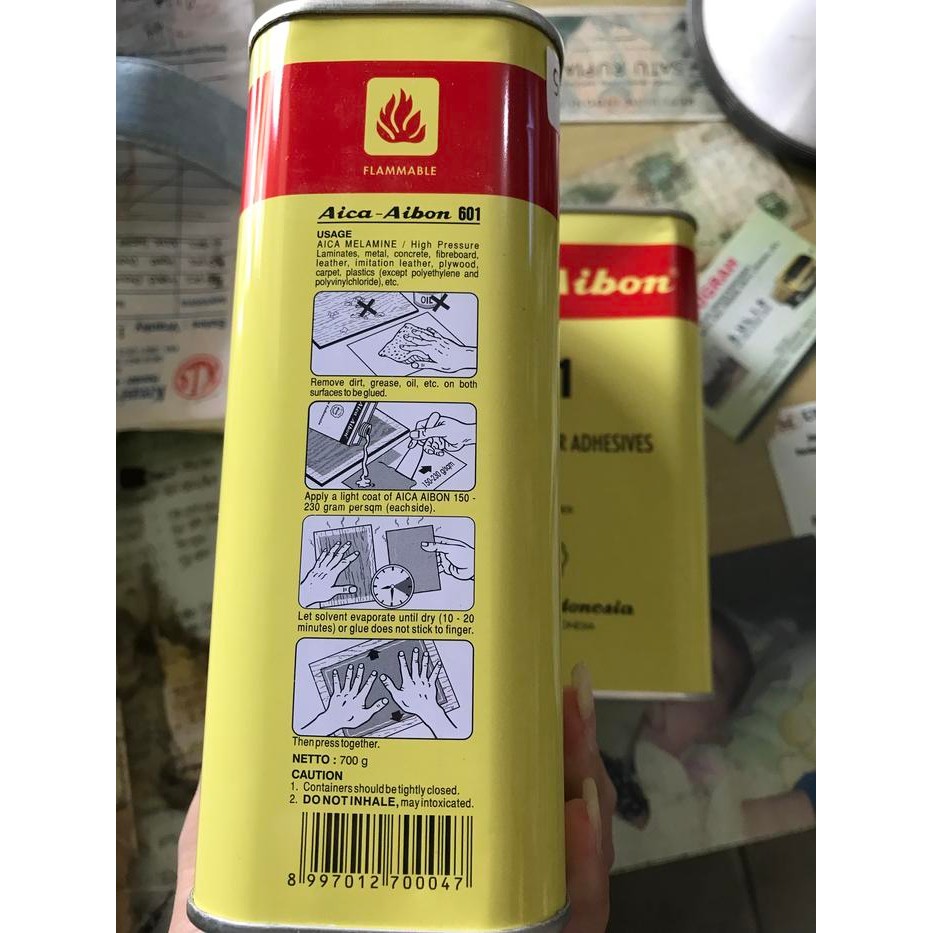 FLAMMABLE
Aica-Aibon 601
USAGE
AICA MELAMINE / High Pressure
Laminates, metal, concrete, fibreboard,
leather, imitation leather, plywood,
carpet, plastics (except polyethylene and
polyvinylchloride), etc.
OIL
Remove dirt, grease, oil, etc. on both
surfaces to be glued.
150-230 g/sqm
Apply a light coat of AICA AIBON 150 -
230 gram persqm (each side).
Let solvent evaporate until dry (10 - 20
minutes) or glue does not stick to finger.
Then press together.
NETTO : 700 g
CAUTION
1. Containers should be tightly closed.
2. DO NOT INHALE, may intoxicated.
8 997012 700047
Aibon
1
ADHESIVES
SATU RUPIA